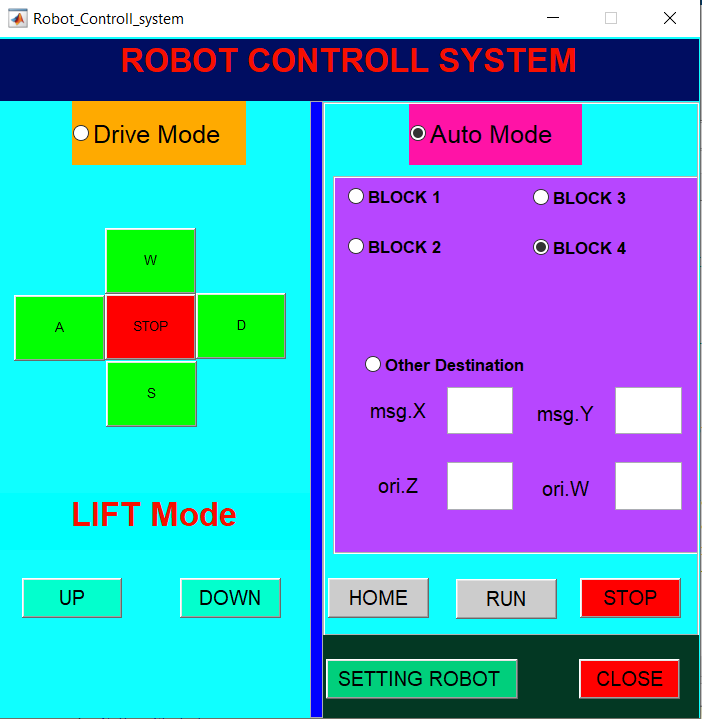 Robot_Controll_system
ROBOT CONTROLL SYSTEM
Drive Mode
W
A STOP D
S
LIFT Mode
UP DOWN
Auto Mode
BLOCK 1 BLOCK 3
BLOCK 2 BLOCK 4
Other Destination
msg.X msg.Y
ori.Z ori.W
HOME RUN STOP
SETTING ROBOT CLOSE